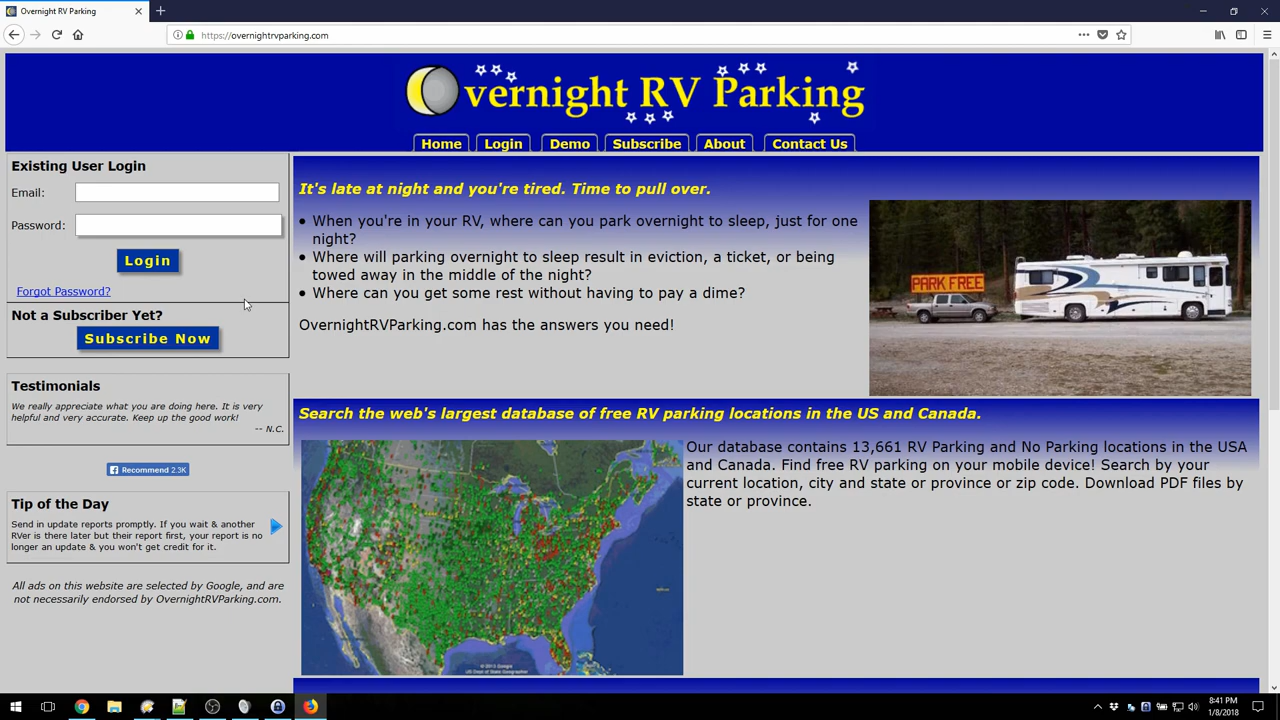 Overnight RV Parking
https://overnightrvparking.com
vernight RV Parking
Home
Login
Demo
Subscribe
About
Contact Us
Existing User Login
Email:
Password:
Login
Forgot Password?
Not a Subscriber Yet?
Subscribe Now
Testimonials
We really appreciate what you are doing here. It is very
helpful and very accurate. Keep up the good work!
-- N.C.
Recommend 2.3K
Tip of the Day
Send in update reports promptly. If you wait & another
RVer is there later but their report first, your report is no
longer an update & you won't get credit for it.
All ads on this website are selected by Google, and are
not necessarily endorsed by OvernightRVParking.com.
It's late at night and you're tired. Time to pull over.
• When you're in your RV, where can you park overnight to sleep, just for one
night?
• Where will parking overnight to sleep result in eviction, a ticket, or being
towed away in the middle of the night?
• Where can you get some rest without having to pay a dime?
OvernightRVParking.com has the answers you need!
PARK FREE
Search the web's largest database of free RV parking locations in the US and Canada.
Our database contains 13,661 RV Parking and No Parking locations in the USA
and Canada. Find free RV parking on your mobile device! Search by your
current location, city and state or province or zip code. Download PDF files by
state or province.
8:41 PM
1/8/2018